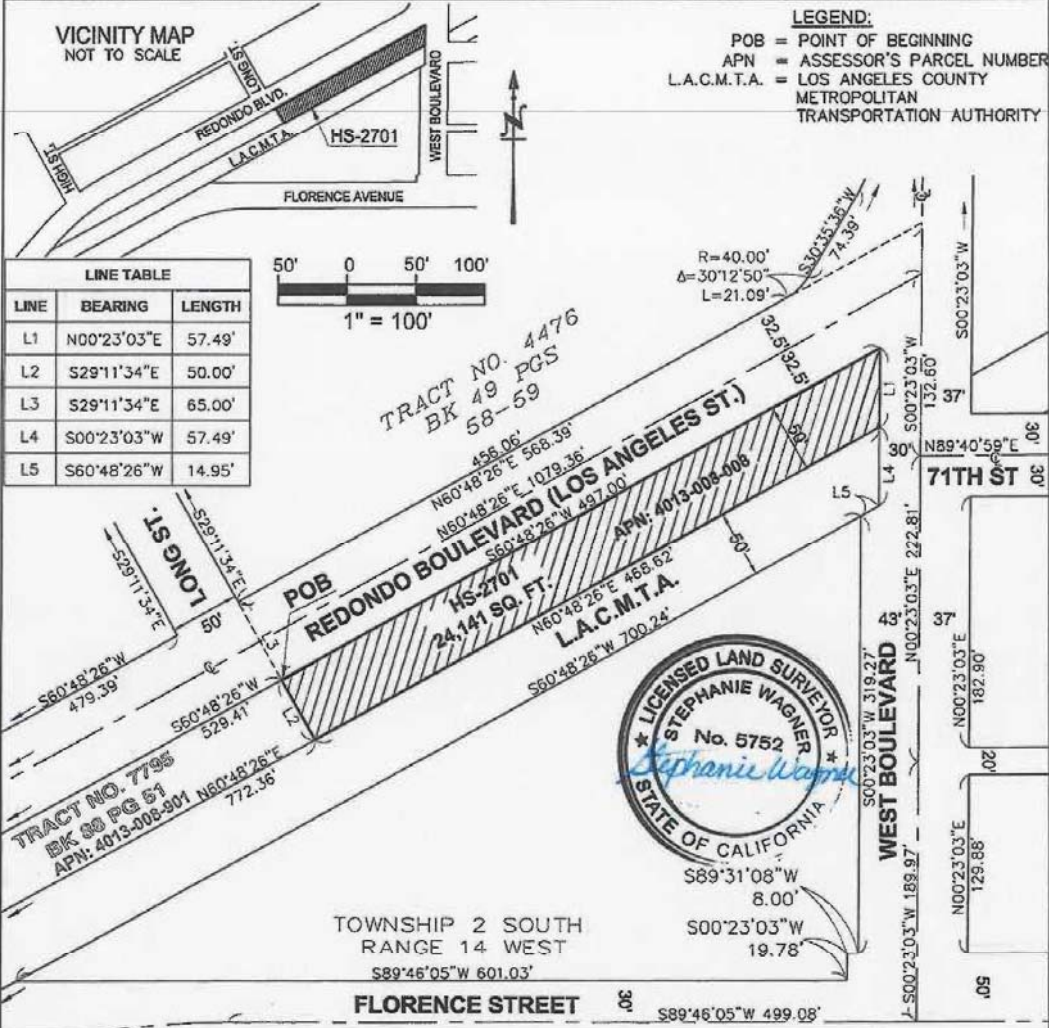 VICINITY MAP
NOT TO SCALE
LONG ST.
REDONDO BLVD.
L.A.C.M.T.A.
HS-2701
HIGH ST.
WEST BOULEVARD
FLORENCE AVENUE
N
LEGEND:
POB = POINT OF BEGINNING
APN = ASSESSOR'S PARCEL NUMBER
L.A.C.M.T.A. = LOS ANGELES COUNTY
METROPOLITAN
TRANSPORTATION AUTHORITY
LINE TABLE
LINE BEARING LENGTH
L1 N00°23'03"E 57.49'
L2 S29°11'34"E 50.00'
L3 S29°11'34"E 65.00'
L4 S00°23'03"W 57.49'
L5 S60°48'26"W 14.95'
50' 0 50' 100'
1" = 100'
R=40.00'
Δ=30°12'50"
L=21.09'
S30°35'36"W
74.39'
TRACT NO. 4476
BK 49 PGS
58-59
32.5' 32.5'
456.06'
N60°48'26"E 568.39'
N60°48'26"E 1079.36'
REDONDO BOULEVARD (LOS ANGELES ST.)
S60°48'26"W 497.00'
50'
APN: 4013-008-008
HS-2701
24,141 SQ. FT.
N60°48'26"E 468.62'
L.A.C.M.T.A.
S60°48'26"W 700.24'
50'
L1
L4
L5
S00°23'03"W
132.60'
S00°23'03"W
37'
30'
30'
N89°40'59"E
71TH ST
30'
LONG ST.
S29°11'34"E
S29°11'34"E
50'
POB
L3
L2
S60°48'26"W
479.39'
S60°48'26"W
529.41'
N60°48'26"E
772.36'
TRACT NO. 7795
BK 88 PG 51
APN: 4013-008-901
43'
37'
N00°23'03"E 222.81'
S00°23'03"W 319.27'
WEST BOULEVARD
N00°23'03"E
182.90'
20'
N00°23'03"E
129.88'
S00°23'03"W 189.97'
50'
LICENSED LAND SURVEYOR
STEPHANIE WAGNER
No. 5752
Stephanie Wagner
STATE OF CALIFORNIA
S89°31'08"W
8.00'
S00°23'03"W
19.78'
TOWNSHIP 2 SOUTH
RANGE 14 WEST
S89°46'05"W 601.03'
FLORENCE STREET
30'
S89°46'05"W 499.08'